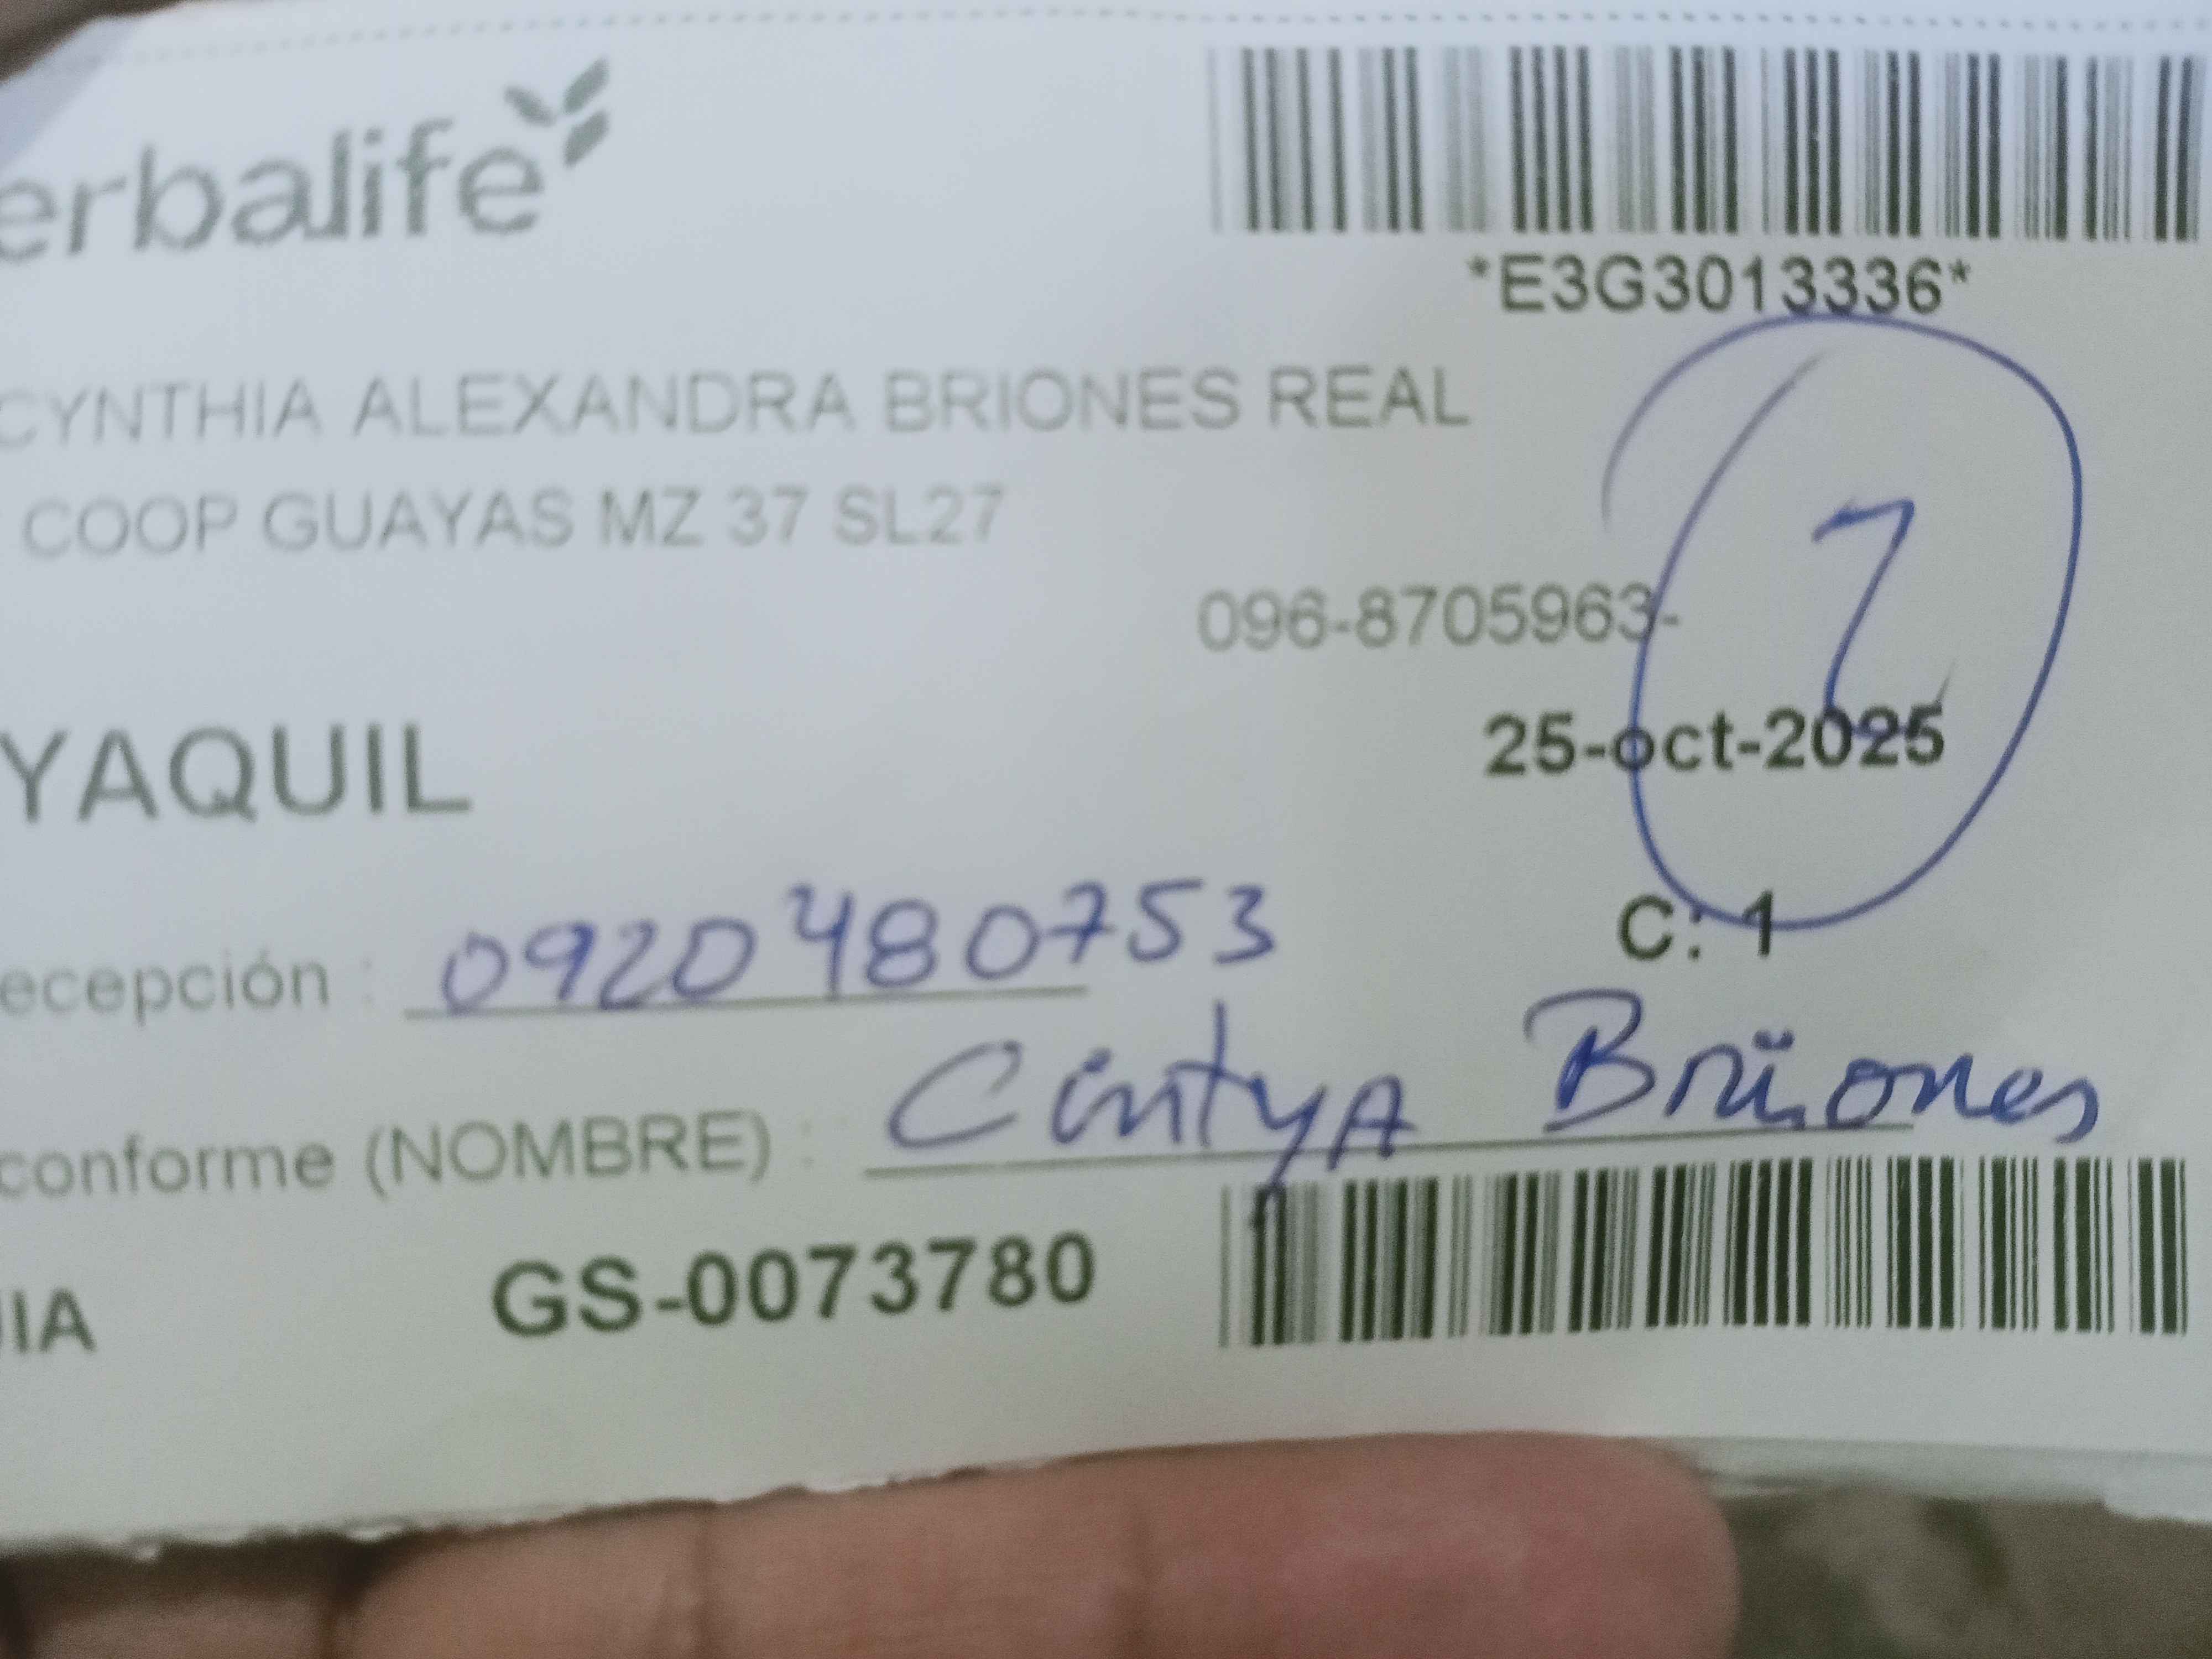 erbalife
*E3G3013336*
CYNTHIA ALEXANDRA BRIONES REAL
COOP GUAYAS MZ 37 SL27
096-8705963-
2
YAQUIL
25-oct-2025
C: 1
ecepción : 0920480753
conforme (NOMBRE) : CintyA Briones
IA GS-0073780